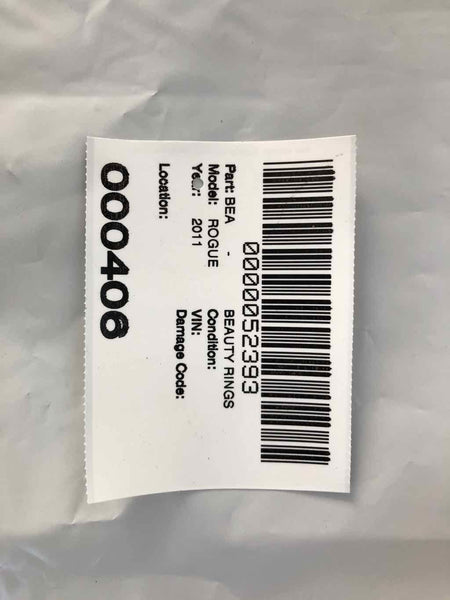 0000052393
Part: BEA - BEAUTY RINGS
Model: ROGUE Condition:
Year: 2011 VIN:
Damage Code:
Location:
000406